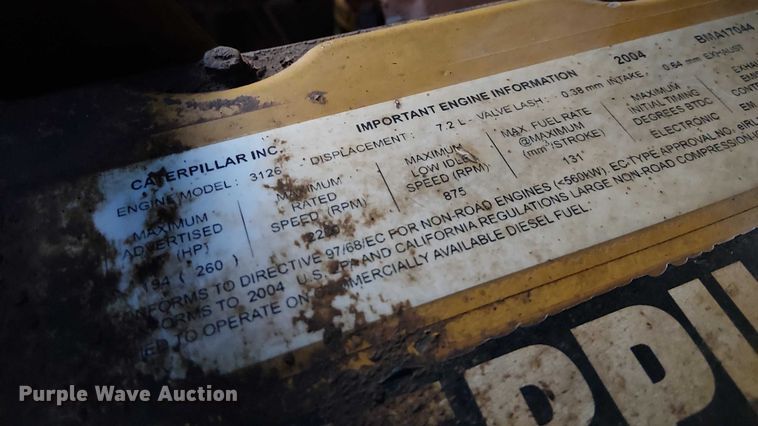 IMPORTANT ENGINE INFORMATION 2004 BMA17044
CATERPILLAR INC.
ENGINE MODEL: 3126 DISPLACEMENT: 7.2 L - VALVE LASH: 0.38 mm INTAKE, 0.64 mm EXHAUST
MAXIMUM ADVERTISED (HP)
194 ( 260 )
MAXIMUM RATED SPEED (RPM)
MAXIMUM LOW IDLE SPEED (RPM)
875
MAX. FUEL RATE @MAXIMUM (mm³/STROKE)
131
MAXIMUM INITIAL TIMING DEGREES BTDC
ELECTRONIC
TO DIRECTIVE 97/68/EC FOR NON-ROAD ENGINES (<560kW), EC-TYPE APPROVAL NO:
TO 2004 U.S. EPA AND CALIFORNIA REGULATIONS LARGE NON-ROAD COMPRESSION
TO OPERATE ON COMMERCIALLY AVAILABLE DIESEL FUEL.
Purple Wave Auction